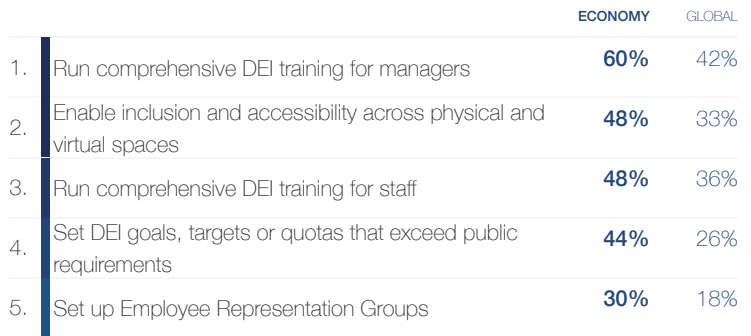 ECONOMY GLOBAL
1. Run comprehensive DEI training for managers 60% 42%
2. Enable inclusion and accessibility across physical and
virtual spaces 48% 33%
3. Run comprehensive DEI training for staff 48% 36%
4. Set DEI goals, targets or quotas that exceed public
requirements 44% 26%
5. Set up Employee Representation Groups 30% 18%